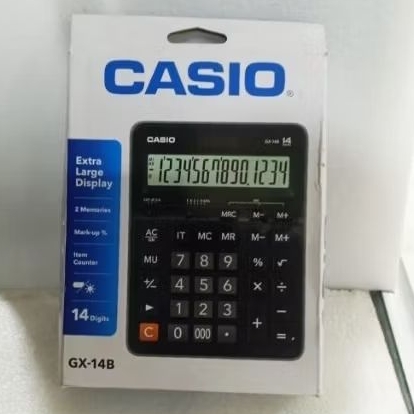 CASIO
Extra
Large
Display
2 Memories
Mark-up %
Item
Counter
14 Digits
GX-14B
CASIO
GX-14B 14
12345678901234
MRC M- M+
AC IT MC MR M- M+
MU 7 8 9 % √
+/- 4 5 6 × ÷
▶ 1 2 3 + -
C 0 000 · =